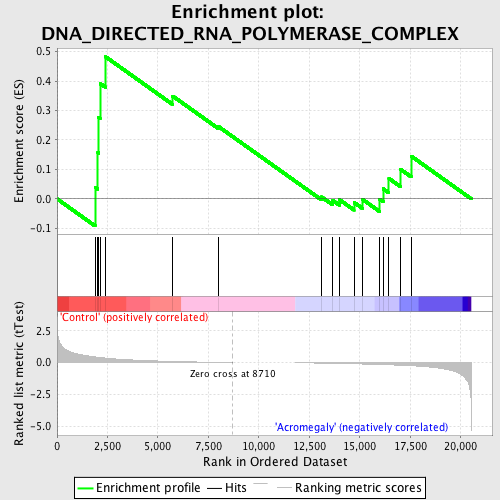 Enrichment plot:
DNA_DIRECTED_RNA_POLYMERASE_COMPLEX
Enrichment score (ES)
0.5
0.4
0.3
0.2
0.1
0.0
-0.1
'Control' (positively correlated)
Ranked list metric (tTest)
2.5
0.0
-2.5
-5.0
Zero cross at 8710
'Acromegaly' (negatively correlated)
0
2,500
5,000
7,500
10,000
12,500
15,000
17,500
20,000
Rank in Ordered Dataset
Enrichment profile
Hits
Ranking metric scores